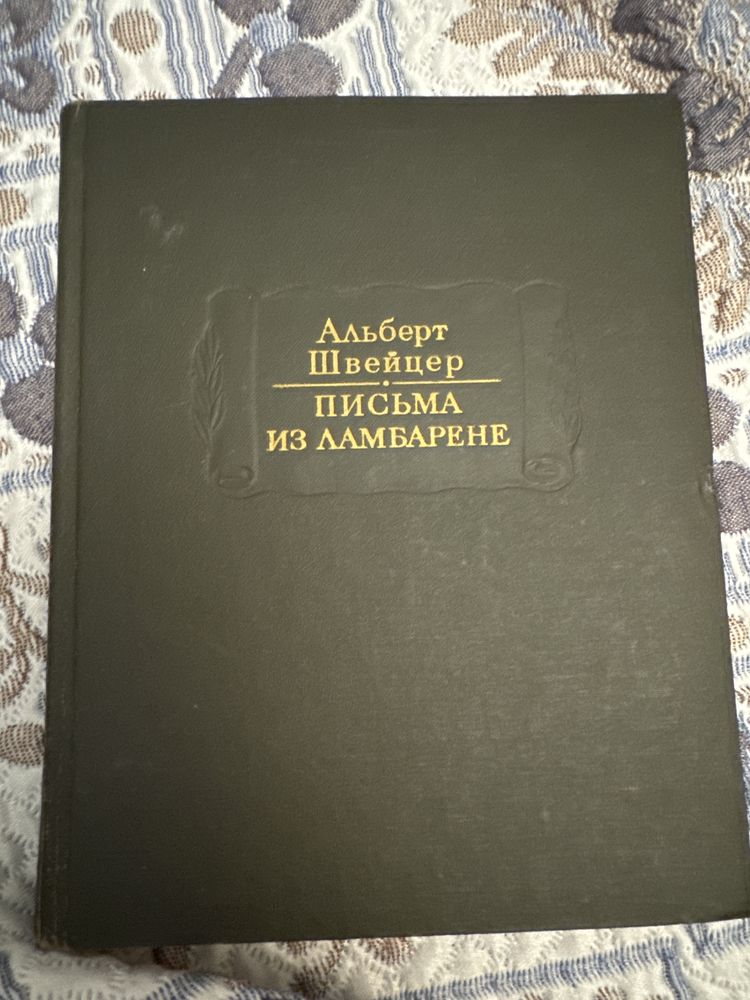 Альберт
Швейцер
ПИСЬМА
ИЗ ЛАМБАРЕНЕ